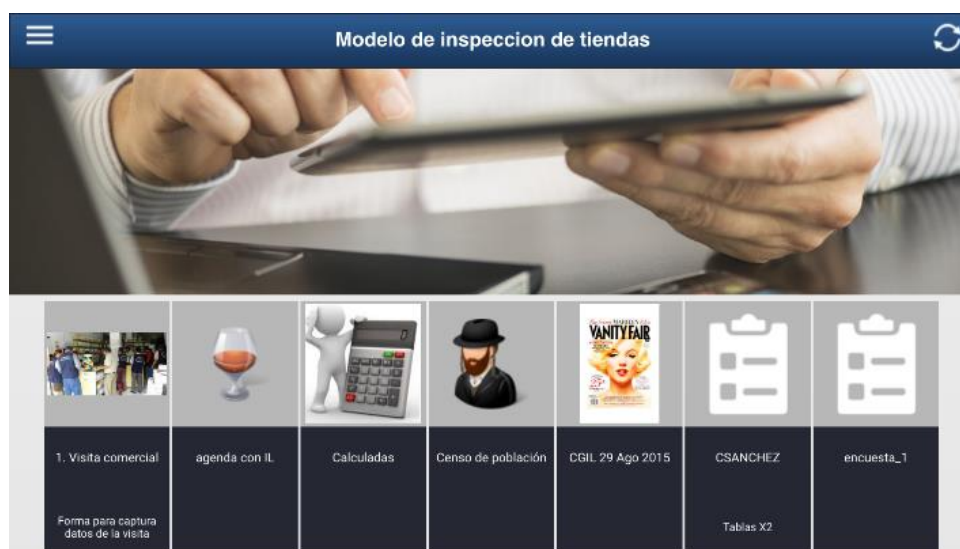 Modelo de inspeccion de tiendas
VANITY FAIR
1. Visita comercial
agenda con IL
Calculadas
Censo de población
CGIL 29 Ago 2015
CSANCHEZ
encuesta_1
Forma para captura
datos de la visita
Tablas X2